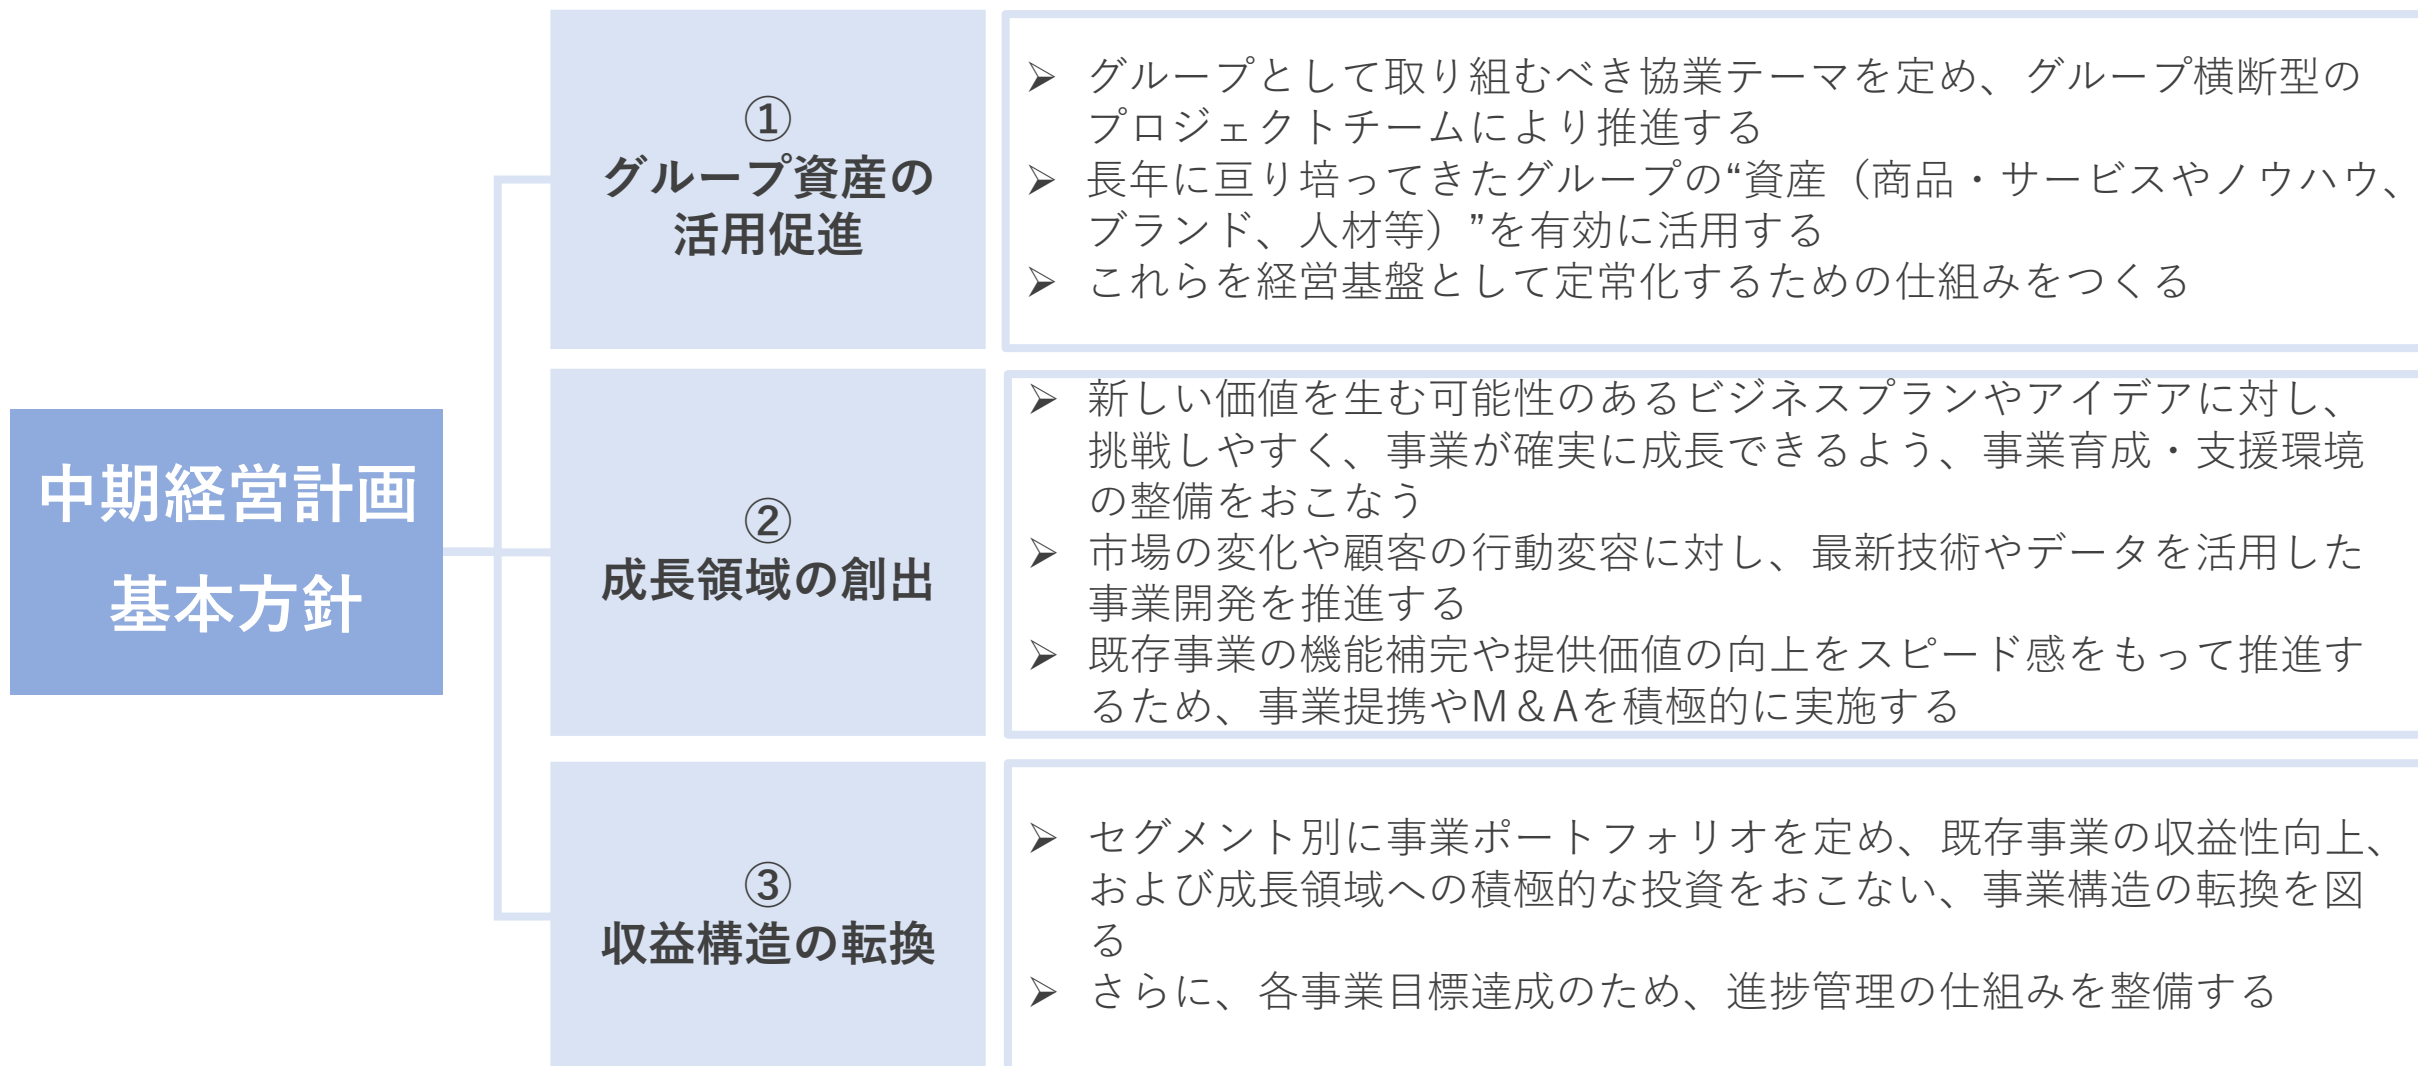 中期経営計画
基本方針
①
グループ資産の
活用促進
➢ グループとして取り組むべき協業テーマを定め、グループ横断型の
プロジェクトチームにより推進する
➢ 長年に亘り培ってきたグループの“資産（商品・サービスやノウハウ、
ブランド、人材等）”を有効に活用する
➢ これらを経営基盤として定常化するための仕組みをつくる
②
成長領域の創出
➢ 新しい価値を生む可能性のあるビジネスプランやアイデアに対し、
挑戦しやすく、事業が確実に成長できるよう、事業育成・支援環境
の整備をおこなう
➢ 市場の変化や顧客の行動変容に対し、最新技術やデータを活用した
事業開発を推進する
➢ 既存事業の機能補完や提供価値の向上をスピード感をもって推進す
るため、事業提携やM＆Aを積極的に実施する
③
収益構造の転換
➢ セグメント別に事業ポートフォリオを定め、既存事業の収益性向上、
および成長領域への積極的な投資をおこない、事業構造の転換を図
る
➢ さらに、各事業目標達成のため、進捗管理の仕組みを整備する